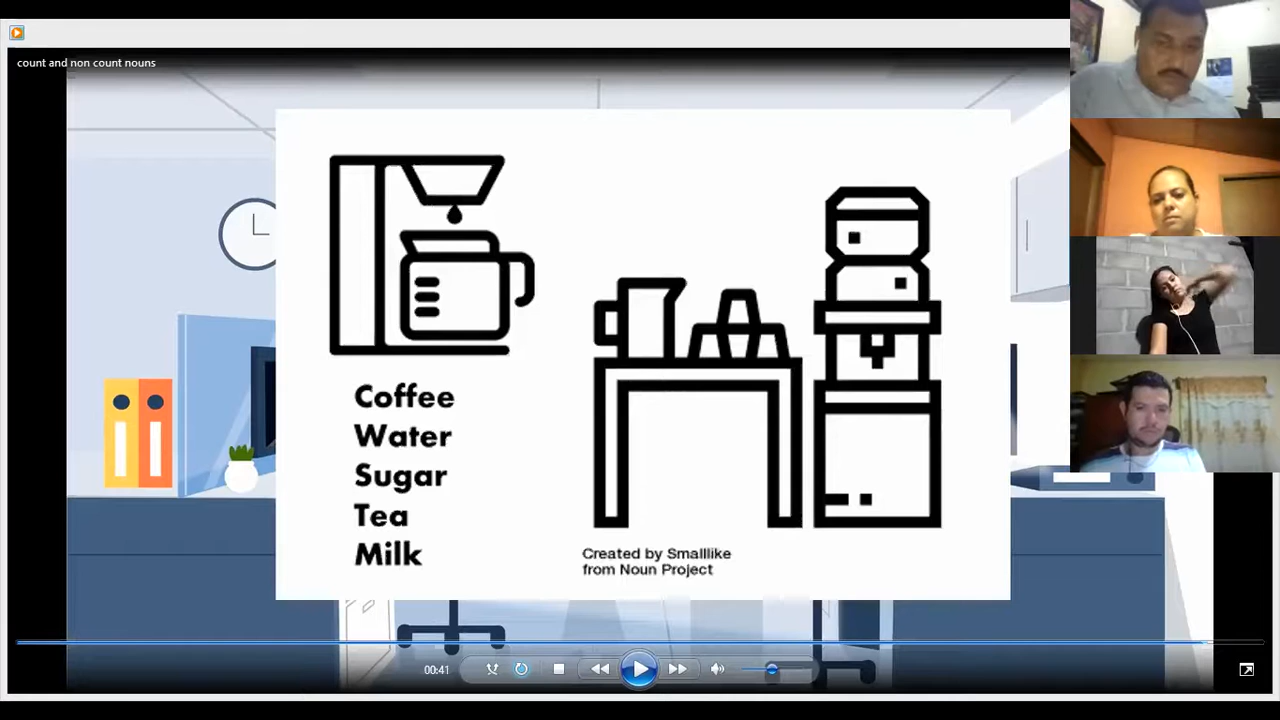 count and non count nouns
Coffee
Water
Sugar
Tea
Milk
Created by Smalllike
from Noun Project
00:41